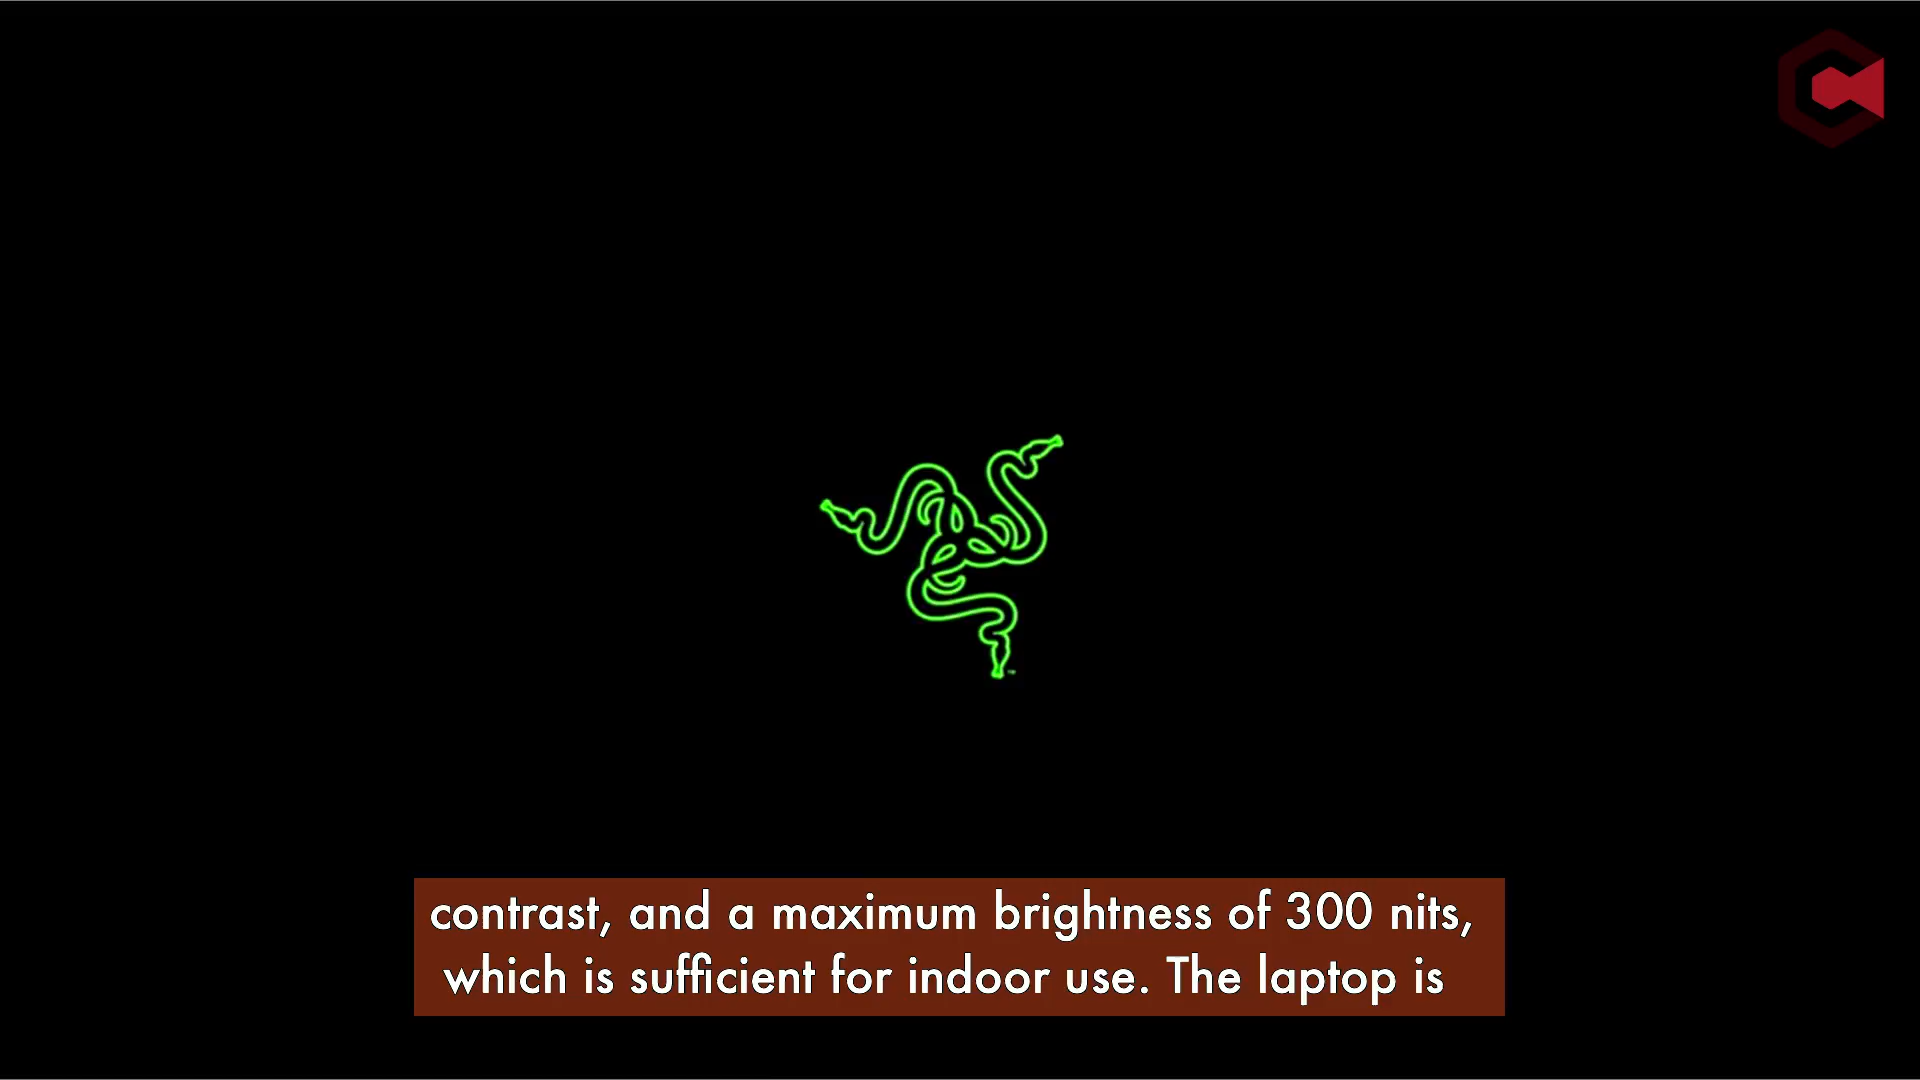 contrast, and a maximum brightness of 300 nits,
which is sufficient for indoor use. The laptop is